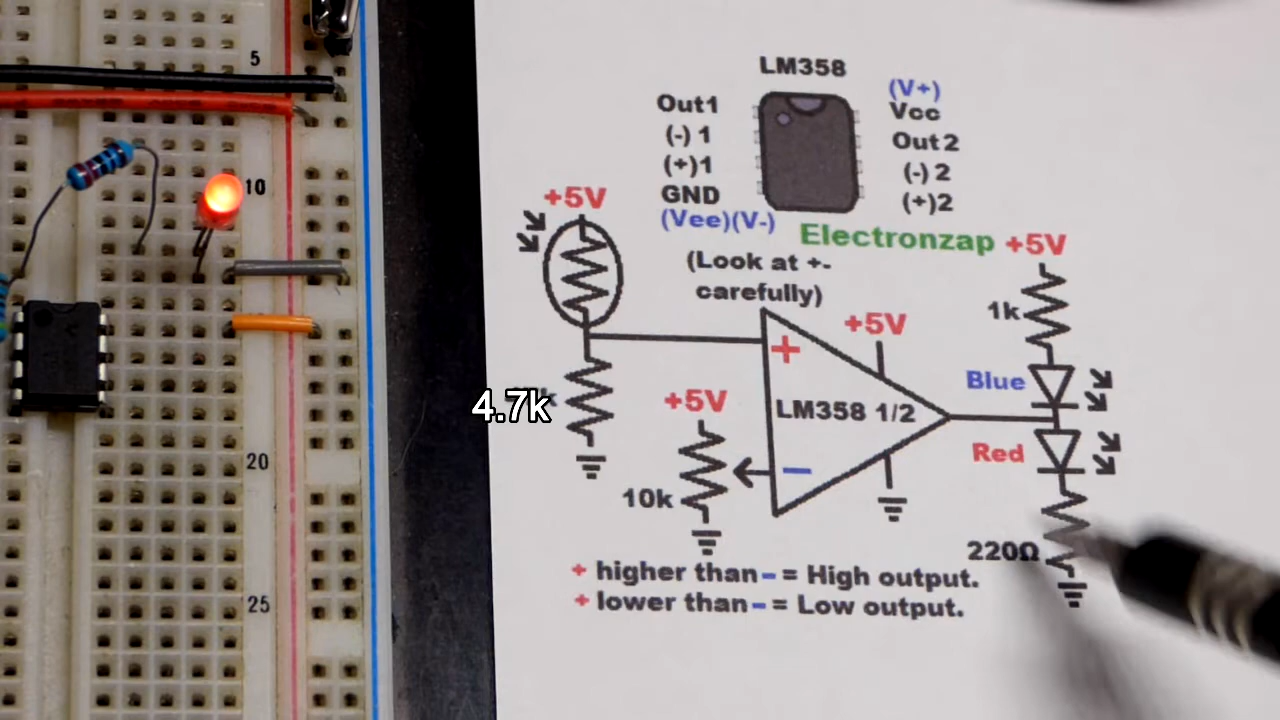 LM358
Out1
(-) 1
(+)1
GND
(Vee)(V-)
(V+)
Vcc
Out 2
(-) 2
(+)2
Electronzap
+5V
(Look at +-
carefully)
+5V
+5V
+5V
1k
Blue
Red
220Ω
+
LM358 1/2
-
4.7k
10k
+ higher than - = High output.
+ lower than - = Low output.
5
10
20
25